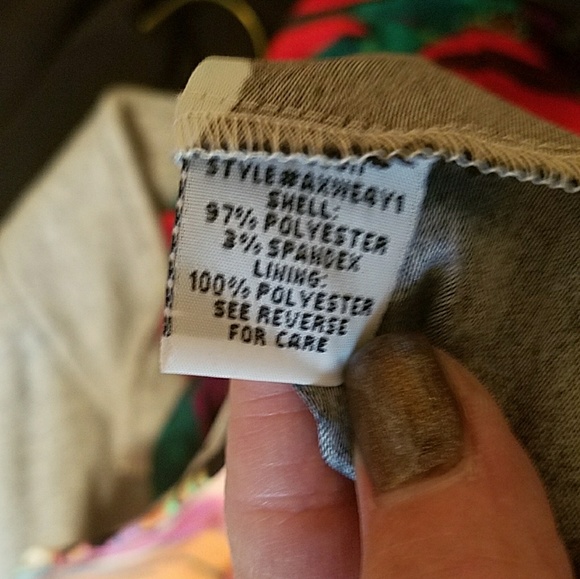 STYLE#AXWE4Y1
SHELL:
97% POLYESTER
3% SPANDEX
LINING:
100% POLYESTER
SEE REVERSE
FOR CARE